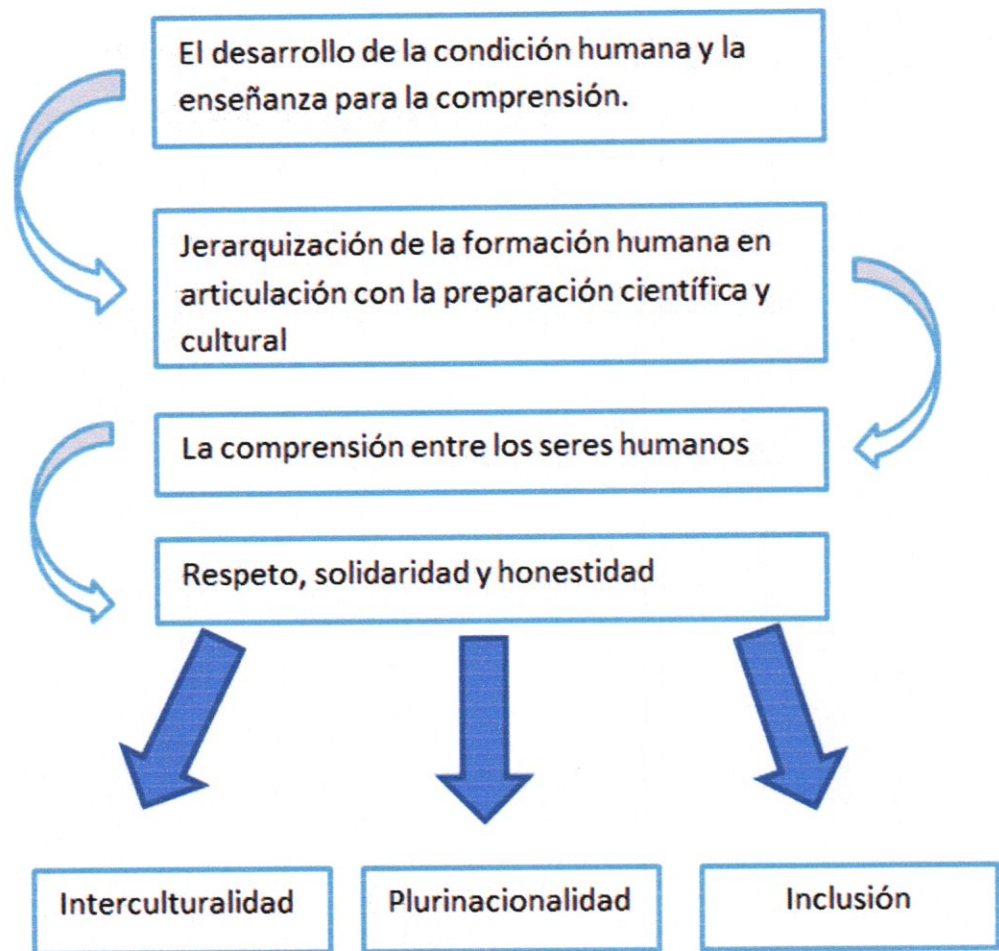 El desarrollo de la condición humana y la
enseñanza para la comprensión.
Jerarquización de la formación humana en
articulación con la preparación científica y
cultural
La comprensión entre los seres humanos
Respeto, solidaridad y honestidad
Interculturalidad
Plurinacionalidad
Inclusión